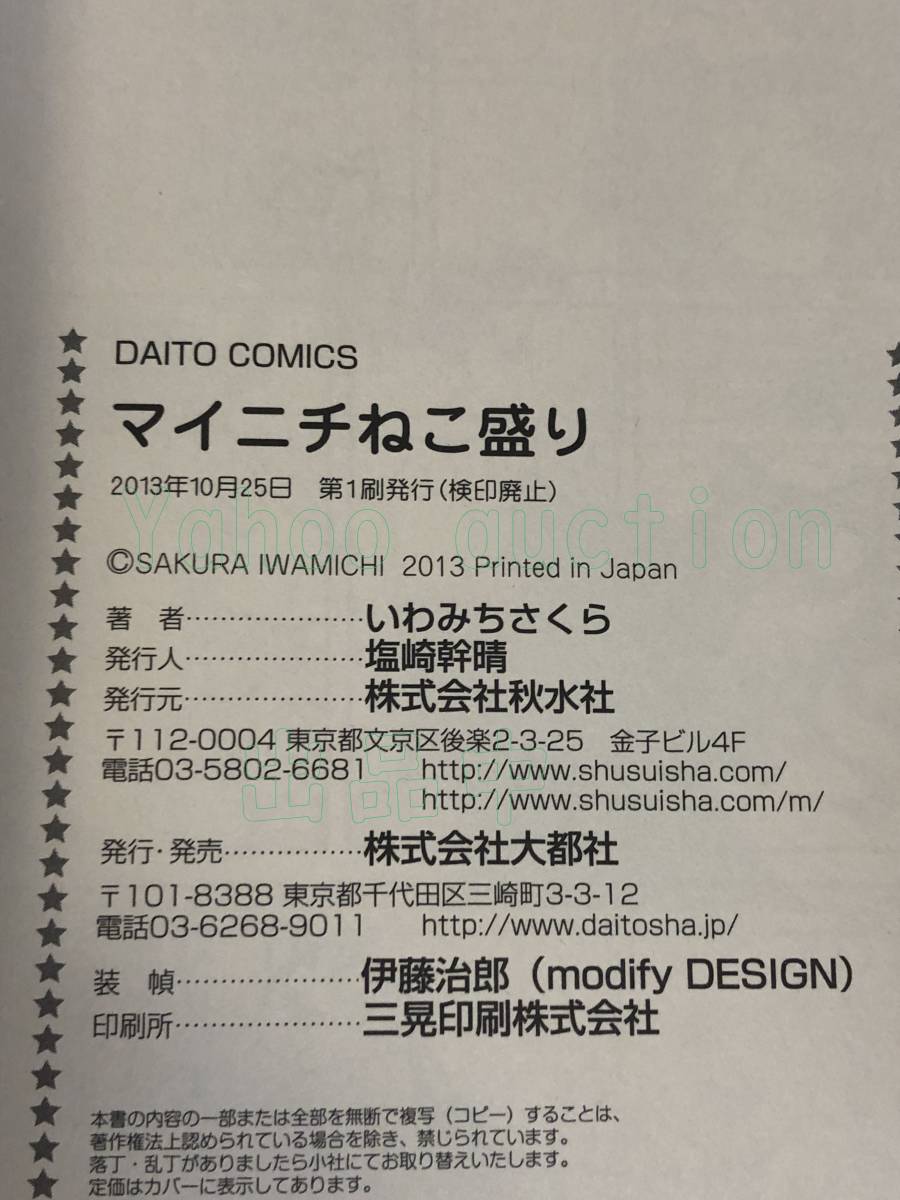 DAITO COMICS
マイニチねこ盛り
2013年10月25日　第1刷発行（検印廃止）
Yahoo auction
©SAKURA IWAMICHI 2013 Printed in Japan
著　者…………………いわみちさくら
発行人…………………塩崎幹晴
発行元…………………株式会社秋水社
〒112-0004 東京都文京区後楽2-3-25　金子ビル4F
電話03-5802-6681　　http://www.shusuisha.com/
出品中
http://www.shusuisha.com/m/
発行・発売……………株式会社大都社
〒101-8388 東京都千代田区三崎町3-3-12
電話03-6268-9011　　http://www.daitosha.jp/
装　幀…………………伊藤治郎（modify DESIGN）
印刷所…………………三晃印刷株式会社
本書の内容の一部または全部を無断で複写（コピー）することは、
著作権法上認められている場合を除き、禁じられています。
落丁・乱丁がありましたら小社にてお取り替えいたします。
定価はカバーに表示してあります。